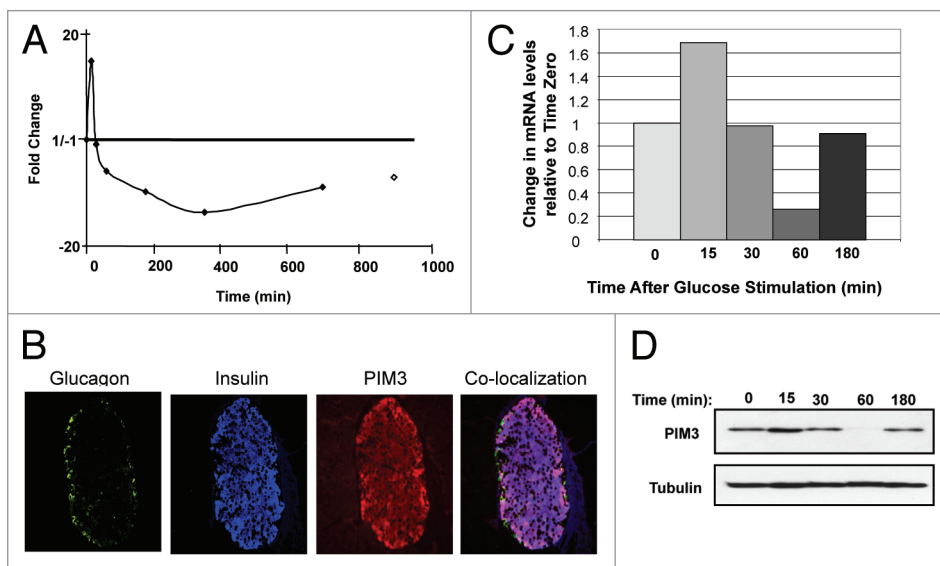 A
20
1/-1
-20
Fold Change
0 200 400 600 800 1000
Time (min)
C
1.8
1.6
1.4
1.2
1
0.8
0.6
0.4
0.2
0
Change in mRNA levels
relative to Time Zero
0 15 30 60 180
Time After Glucose Stimulation (min)
B
Glucagon Insulin PIM3 Co-localization
D
Time (min): 0 15 30 60 180
PIM3
Tubulin